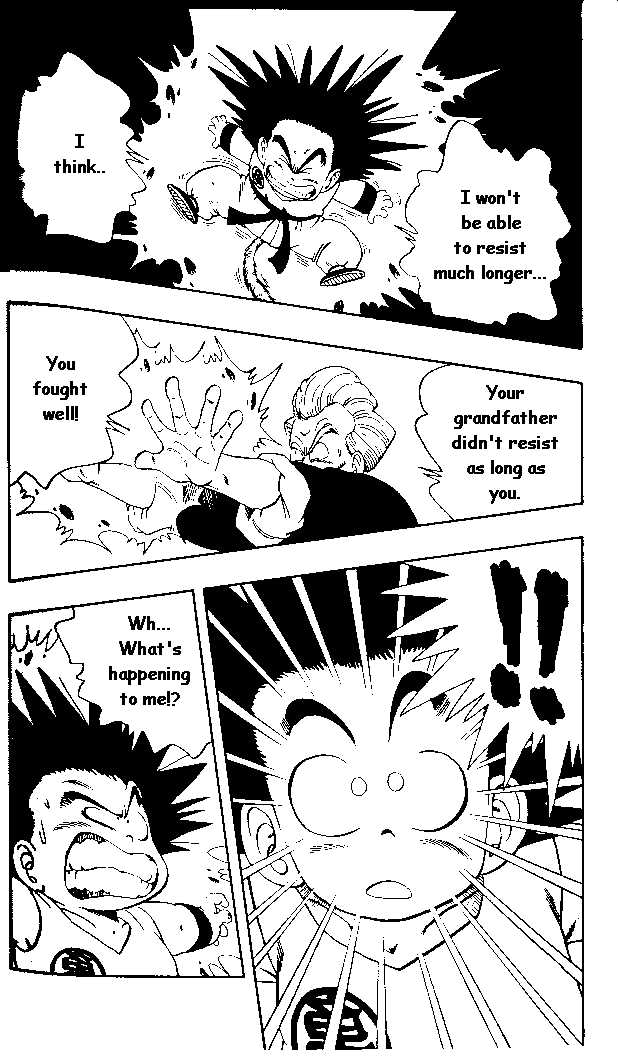 I
think..
I won't
be able
to resist
much longer...
You
fought
well!
Your
grandfather
didn't resist
as long as
you.
Wh...
What's
happening
to me!?
!!